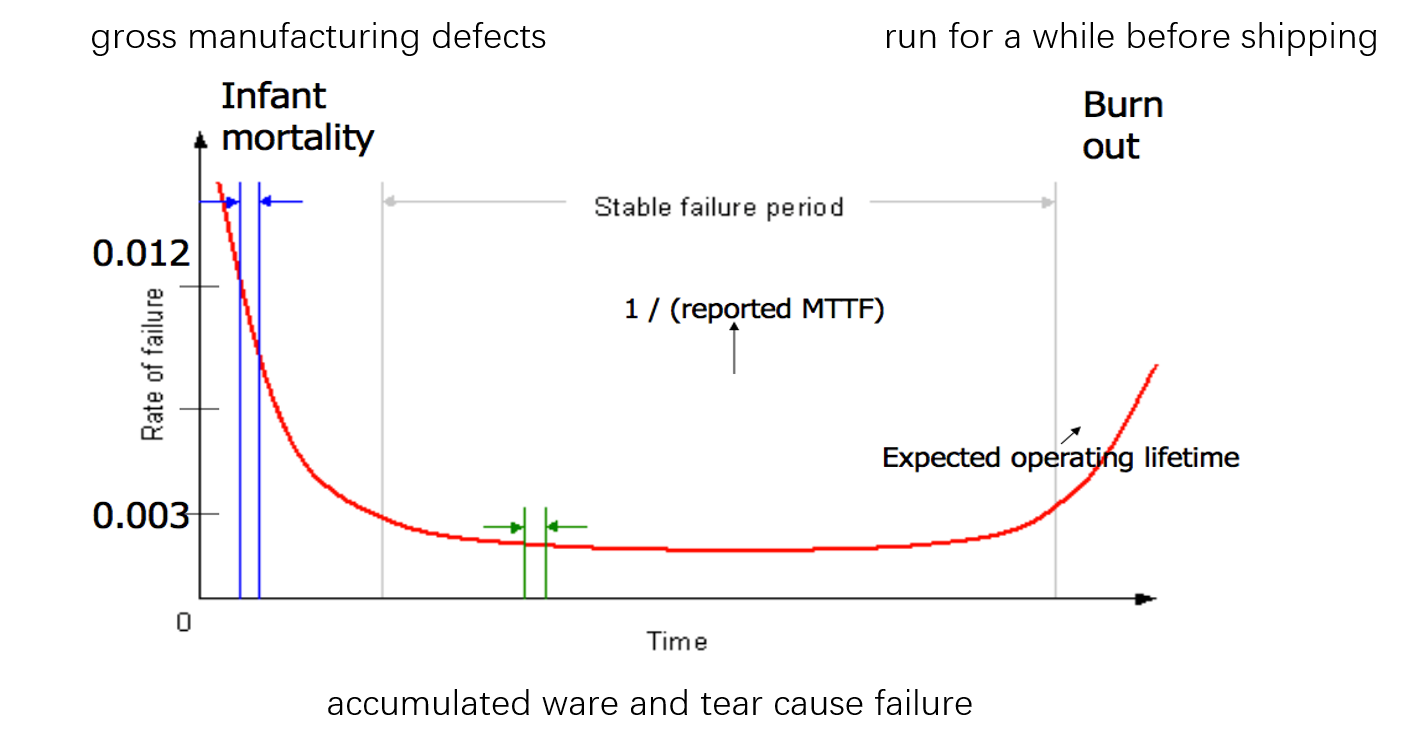 gross manufacturing defects
run for a while before shipping
Infant
mortality
Burn
out
Stable failure period
0.012
Rate of failure
1 / (reported MTTF)
Expected operating lifetime
0.003
0
Time
accumulated ware and tear cause failure